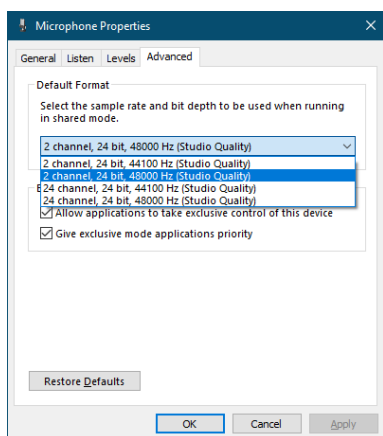 Microphone Properties
General Listen Levels Advanced
Default Format
Select the sample rate and bit depth to be used when running
in shared mode.
2 channel, 24 bit, 48000 Hz (Studio Quality)
2 channel, 24 bit, 44100 Hz (Studio Quality)
2 channel, 24 bit, 48000 Hz (Studio Quality)
24 channel, 24 bit, 44100 Hz (Studio Quality)
24 channel, 24 bit, 48000 Hz (Studio Quality)
Allow applications to take exclusive control of this device
Give exclusive mode applications priority
Restore Defaults
OK Cancel Apply